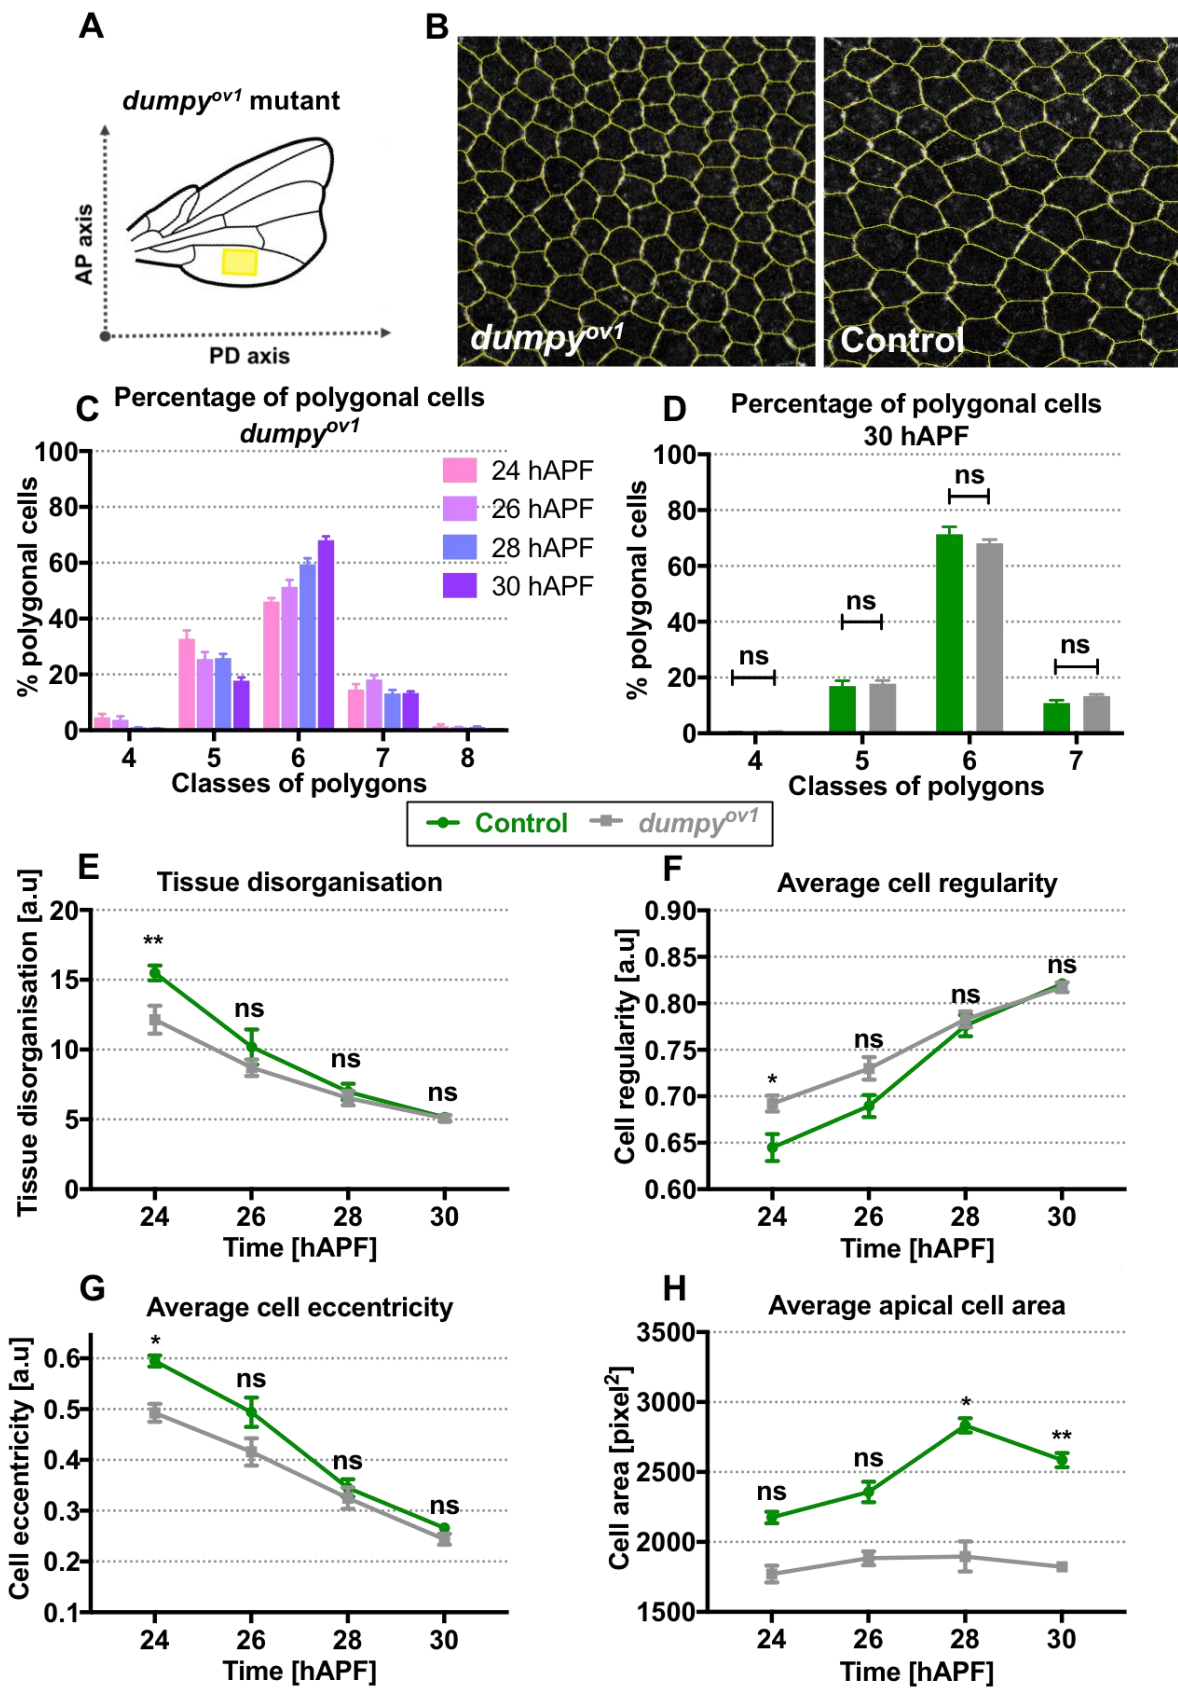 A
dumpy^ov1 mutant
AP axis
PD axis
B
dumpy^ov1
Control
C
Percentage of polygonal cells
dumpy^ov1
% polygonal cells
100
80
60
40
20
0
4 5 6 7 8
Classes of polygons
24 hAPF
26 hAPF
28 hAPF
30 hAPF
D
Percentage of polygonal cells
30 hAPF
% polygonal cells
100
80
60
40
20
0
ns
ns
ns
ns
4 5 6 7
Classes of polygons
Control dumpy^ov1
E
Tissue disorganisation
Tissue disorganisation [a.u]
20
15
10
5
0
**
ns
ns
ns
24 26 28 30
Time [hAPF]
F
Average cell regularity
Cell regularity [a.u]
0.90
0.85
0.80
0.75
0.70
0.65
0.60
*
ns
ns
ns
24 26 28 30
Time [hAPF]
G
Average cell eccentricity
Cell eccentricity [a.u]
0.6
0.5
0.4
0.3
0.2
0.1
*
ns
ns
ns
24 26 28 30
Time [hAPF]
H
Average apical cell area
Cell area [pixel²]
3500
3000
2500
2000
1500
ns
ns
*
**
24 26 28 30
Time [hAPF]